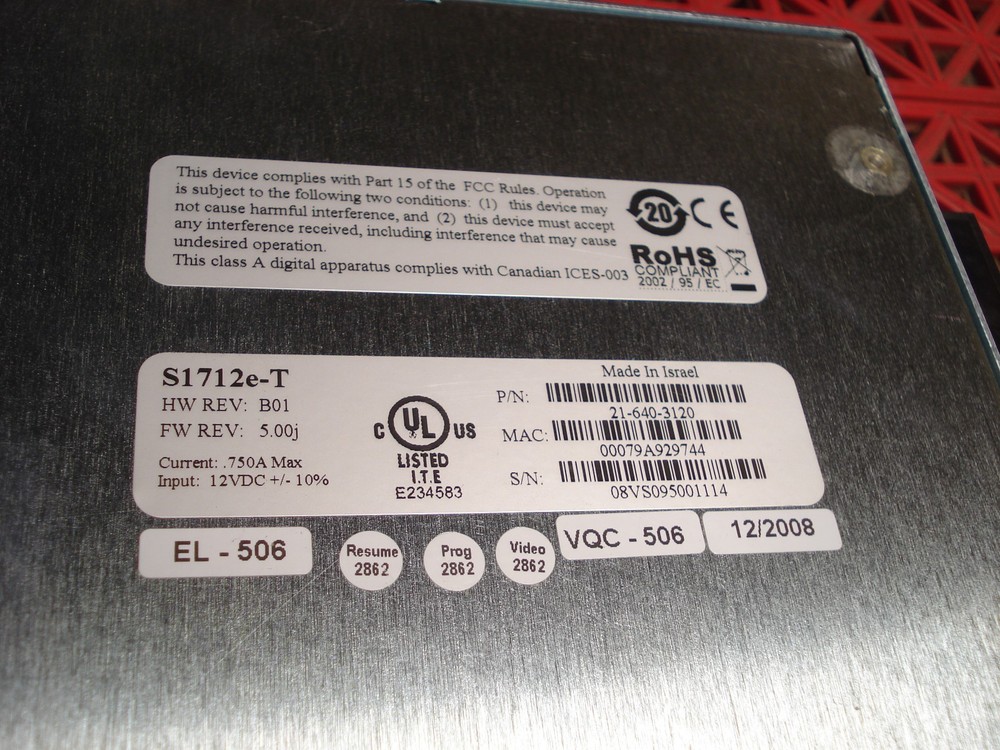 This device complies with Part 15 of the FCC Rules. Operation
is subject to the following two conditions: (1) this device may
not cause harmful interference, and (2) this device must accept
any interference received, including interference that may cause
undesired operation.
This class A digital apparatus complies with Canadian ICES-003
20
CE
RoHS
COMPLIANT
2002 / 95 / EC
S1712e-T
HW REV: B01
FW REV: 5.00j
Current: .750A Max
Input: 12VDC +/- 10%
C UL US
LISTED
I.T.E
E234583
Made In Israel
P/N:
21-640-3120
MAC:
00079A929744
S/N:
08VS095001114
EL - 506
Resume
2862
Prog
2862
Video
2862
VQC - 506
12/2008